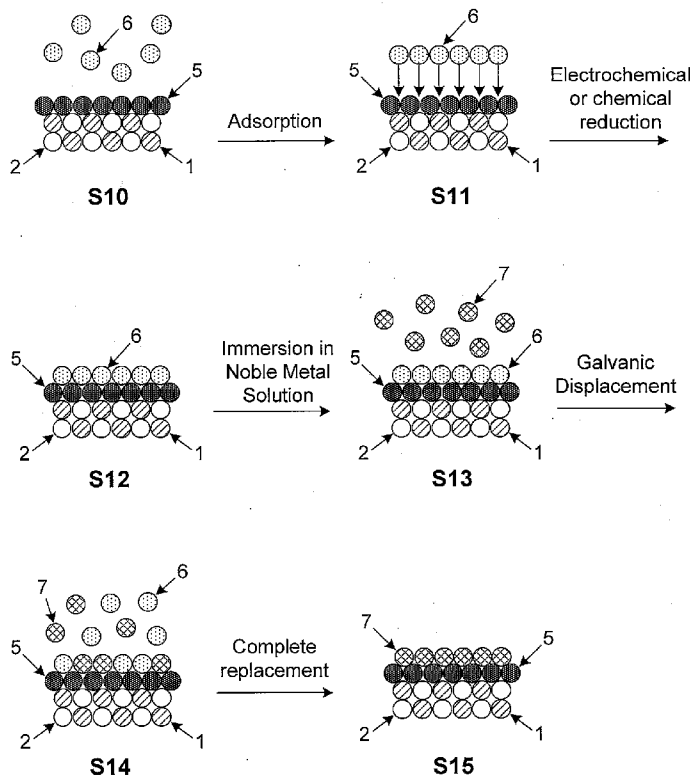 6
5
Adsorption
2
1
S10
6
5
Electrochemical
or chemical
reduction
2
1
S11
6
5
Immersion in
Noble Metal
Solution
2
1
S12
7
6
5
Galvanic
Displacement
2
1
S13
6
7
5
Complete
replacement
2
1
S14
7
5
2
1
S15